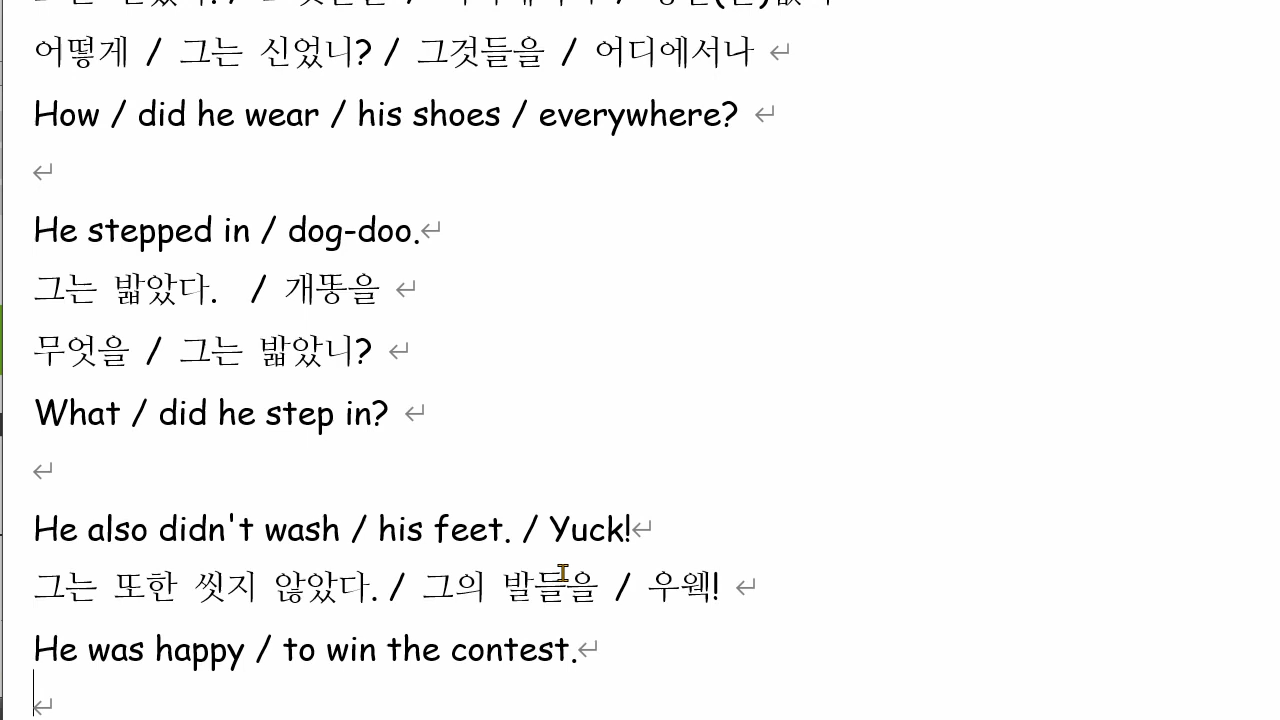 어떻게 / 그는 신었니? / 그것들을 / 어디에서나
How / did he wear / his shoes / everywhere?
He stepped in / dog-doo.
그는 밟았다. / 개똥을
무엇을 / 그는 밟았니?
What / did he step in?
He also didn't wash / his feet. / Yuck!
그는 또한 씻지 않았다. / 그의 발들을 / 우웩!
He was happy / to win the contest.